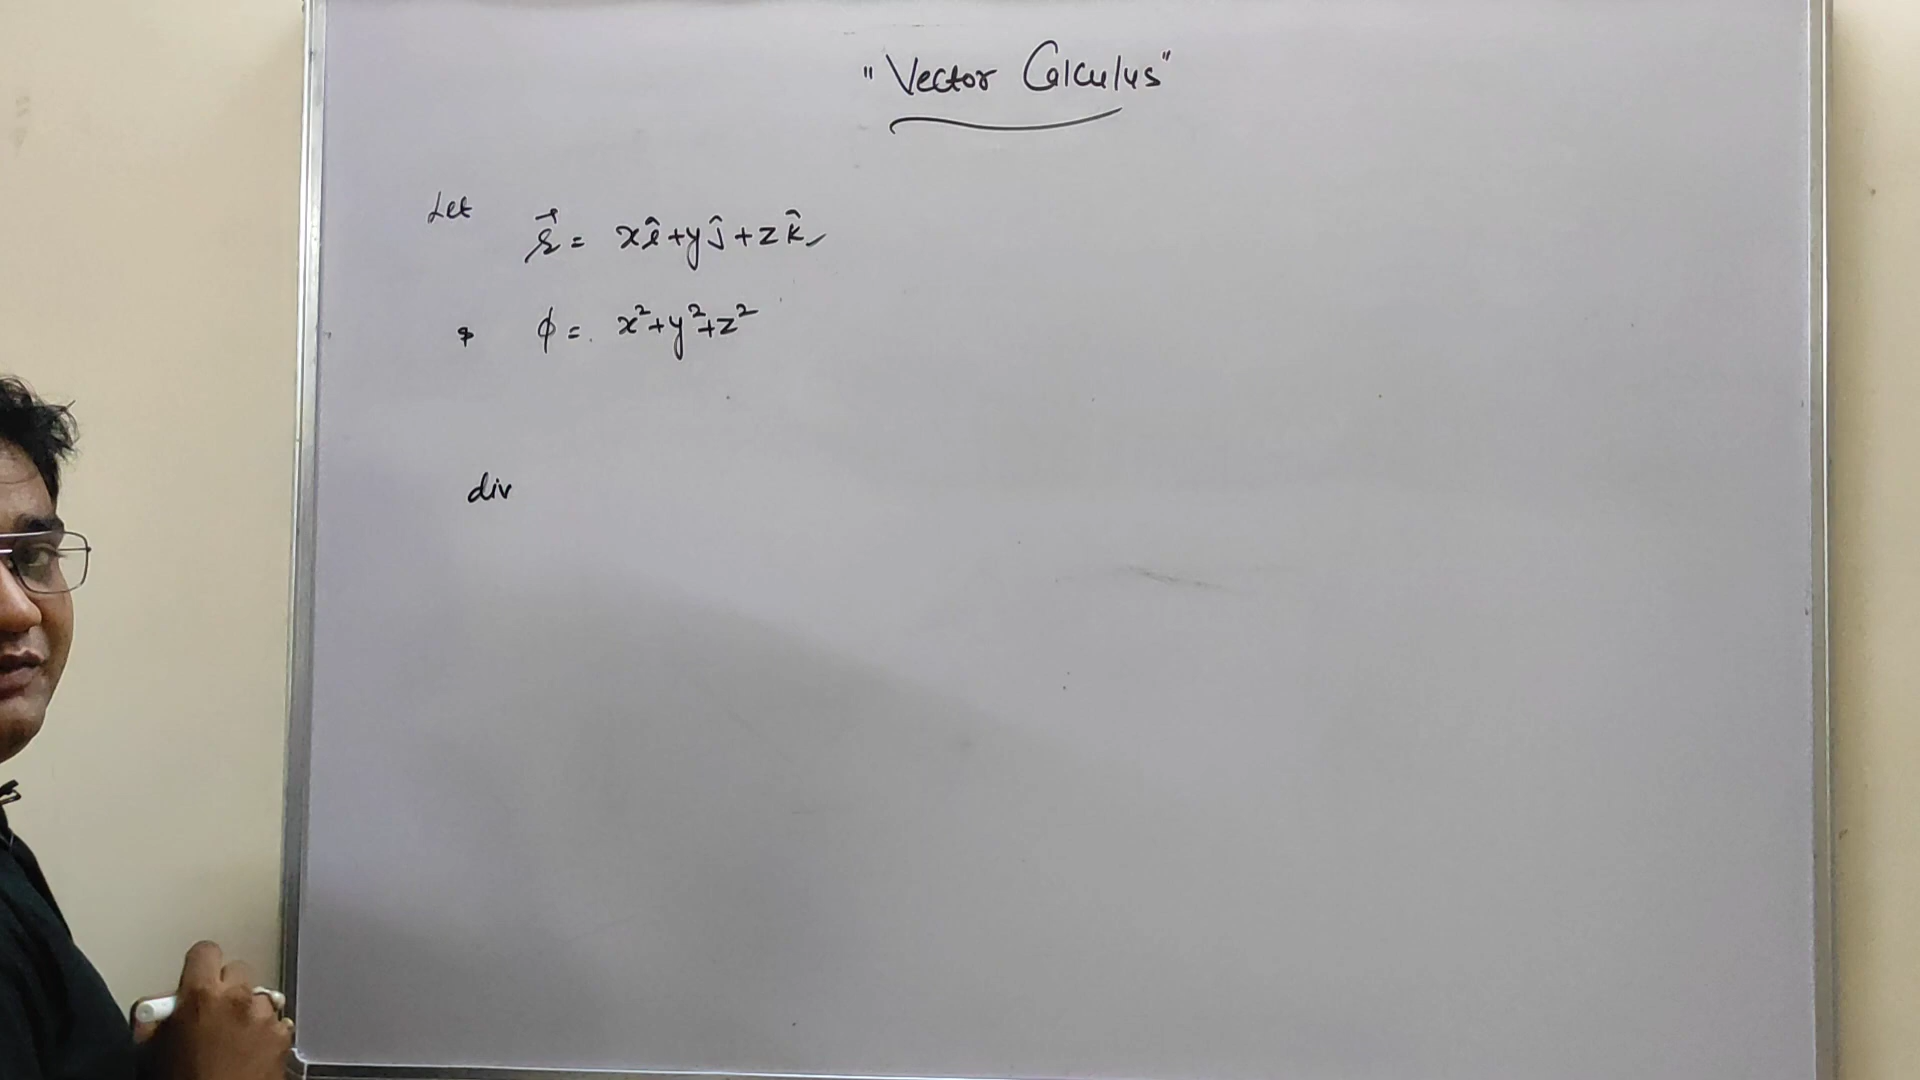 "Vector Calculus"
Let
r⃗ = xî+yĵ+zk̂
& ϕ = x²+y²+z²
div